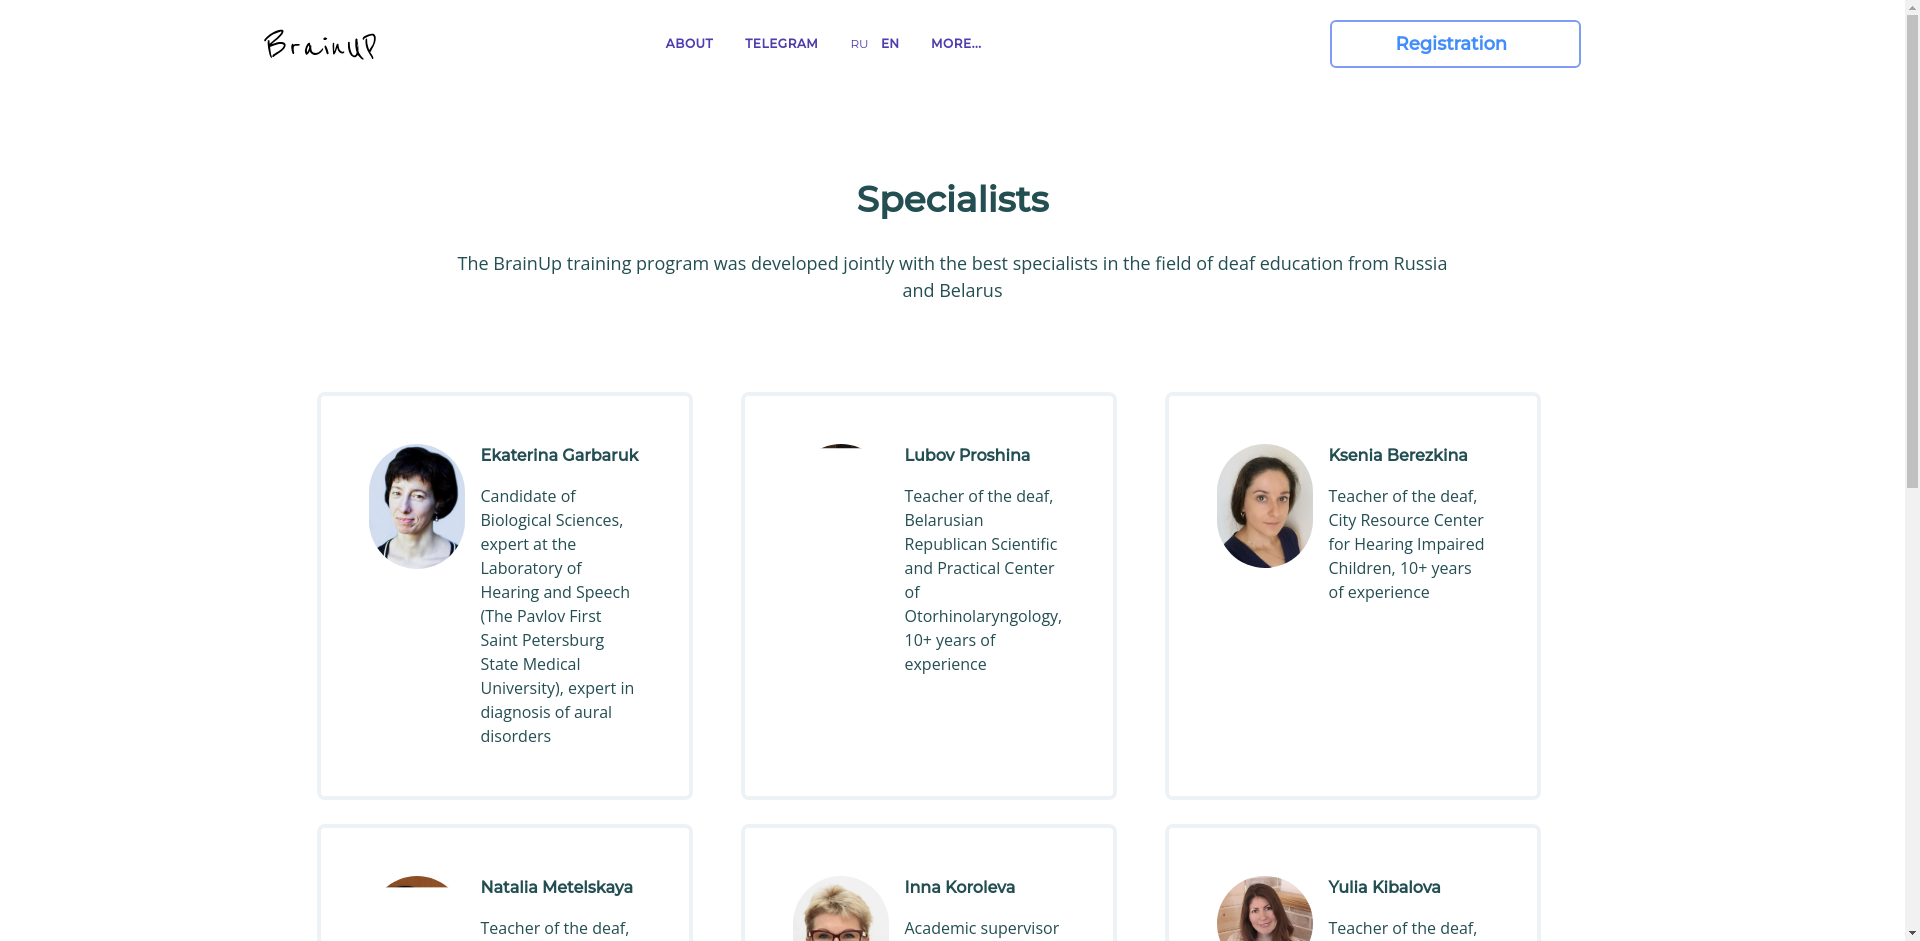 BrainUP
ABOUT
TELEGRAM
RU
EN
MORE...
Registration
Specialists
The BrainUp training program was developed jointly with the best specialists in the field of deaf education from Russia
and Belarus
Ekaterina Garbaruk
Candidate of
Biological Sciences,
expert at the
Laboratory of
Hearing and Speech
(The Pavlov First
Saint Petersburg
State Medical
University), expert in
diagnosis of aural
disorders
Lubov Proshina
Teacher of the deaf,
Belarusian
Republican Scientific
and Practical Center
of
Otorhinolaryngology,
10+ years of
experience
Ksenia Berezkina
Teacher of the deaf,
City Resource Center
for Hearing Impaired
Children, 10+ years
of experience
Natalia Metelskaya
Teacher of the deaf,
Inna Koroleva
Academic supervisor
Yulia Kibalova
Teacher of the deaf,